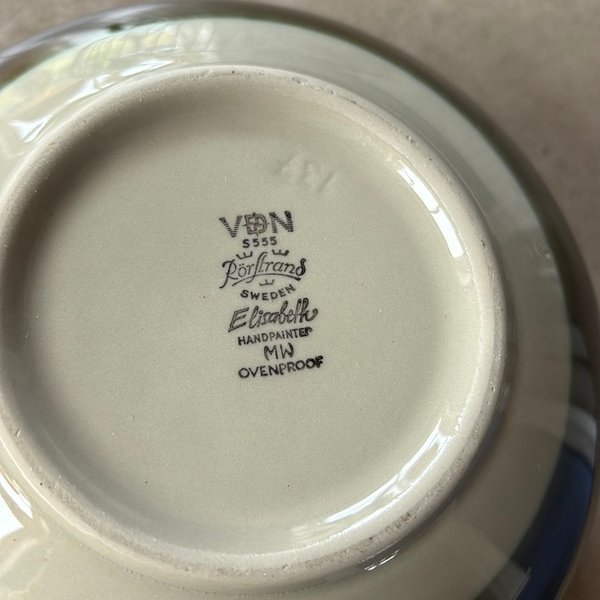 VDN
S555
Rörstrand
SWEDEN
Elisabeth
HANDPAINTED
MW
OVENPROOF